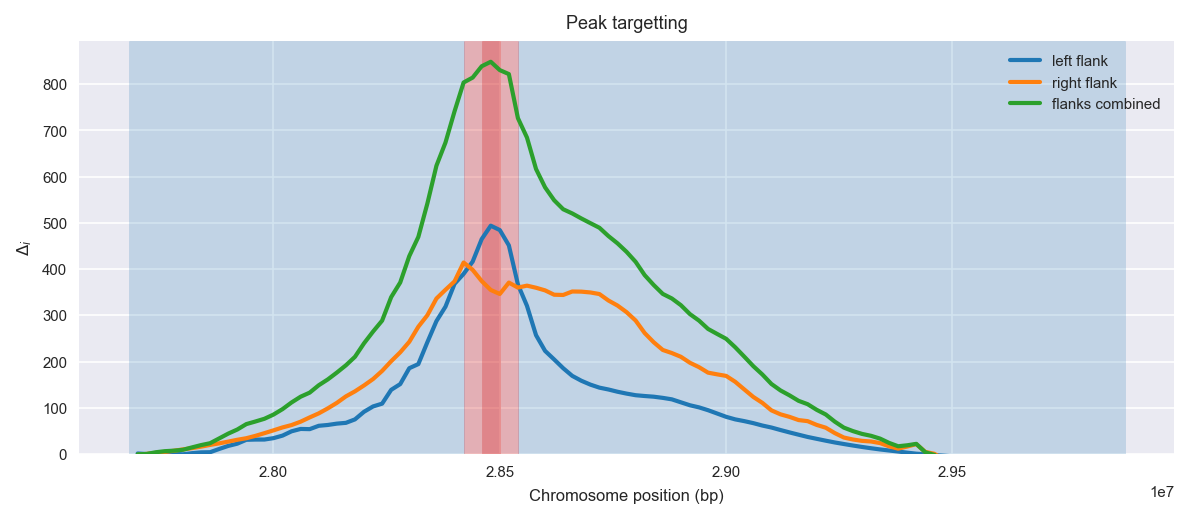 Peak targetting
left flank
right flank
flanks combined
800
700
600
500
400
300
200
100
0
Δi
2.80
2.85
2.90
2.95
1e7
Chromosome position (bp)